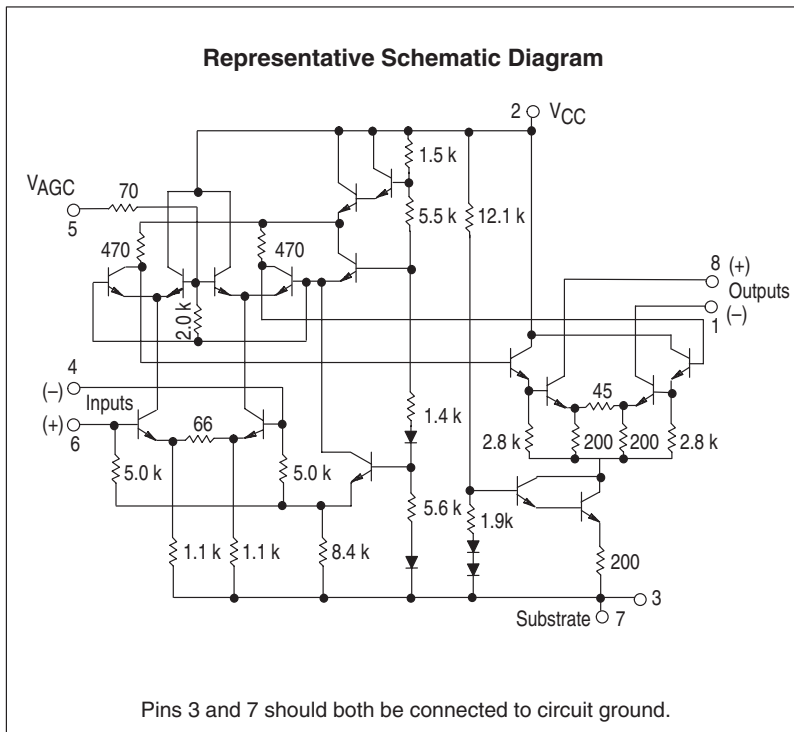 Representative Schematic Diagram
2 VCC
1.5 k
VAGC 70
5
5.5 k 12.1 k
470 470
8 (+)
Outputs
1 (–)
2.0 k
4
(–)
Inputs
(+)
6
66
45
1.4 k
2.8 k 200 200 2.8 k
5.0 k 5.0 k
5.6 k
1.9k
1.1 k 1.1 k 8.4 k
200
3
Substrate 7
Pins 3 and 7 should both be connected to circuit ground.